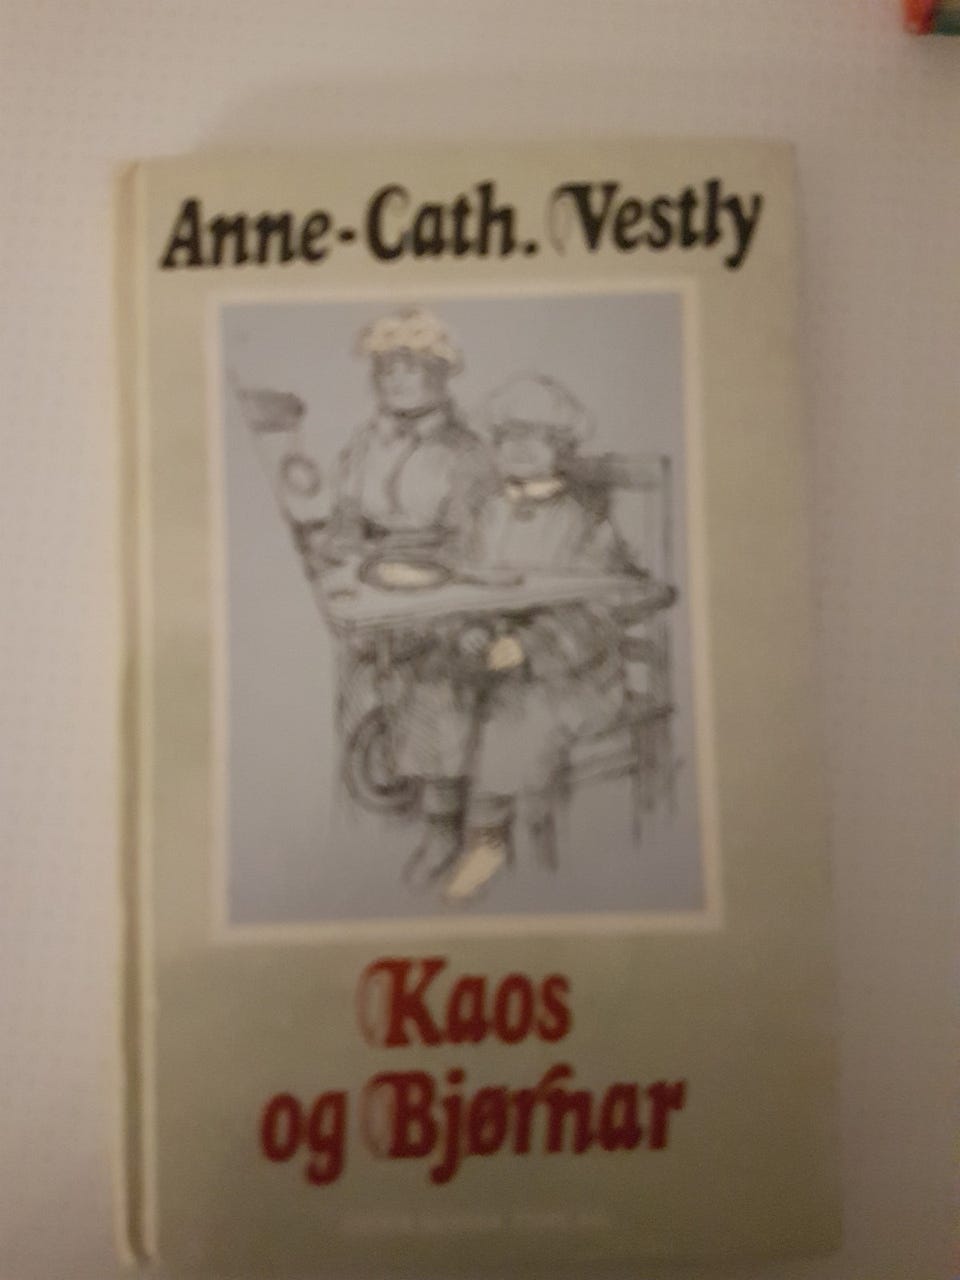 Anne-Cath. Vestly
Kaos
og Bjørnar